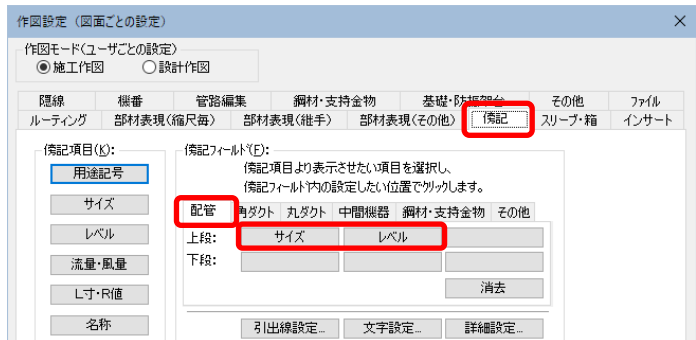 作図設定（図面ごとの設定）
作図モード(ユーザごとの設定)
施工作図 設計作図
隠線 機番 管路編集 鋼材･支持金物 基礎･防振架台 その他 ファイル
ルーティング 部材表現(縮尺毎) 部材表現(継手) 部材表現(その他) 傍記 スリーブ･箱 インサート
傍記項目(K):
用途記号
サイズ
レベル
流量･風量
L寸･R値
名称
傍記フィールド(F):
傍記項目より表示させたい項目を選択し、
傍記フィールド内の設定したい位置でクリックします。
配管 角ダクト 丸ダクト 中間機器 鋼材･支持金物 その他
上段: サイズ レベル
下段:
消去
引出線設定... 文字設定... 詳細設定...